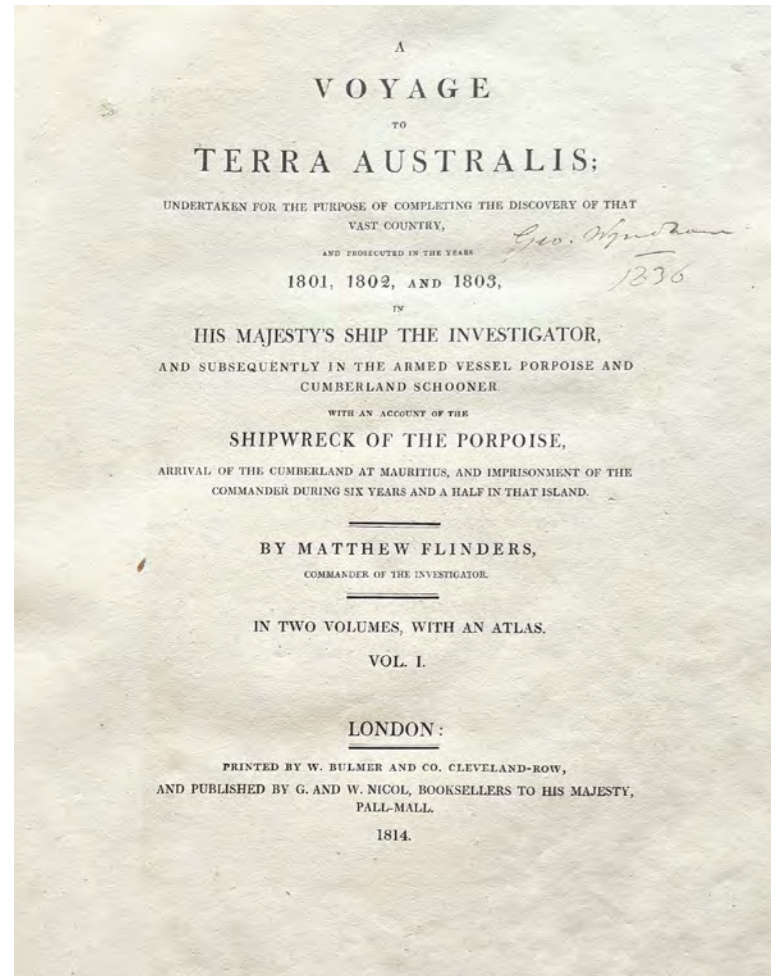 A
VOYAGE
TO
TERRA AUSTRALIS;
UNDERTAKEN FOR THE PURPOSE OF COMPLETING THE DISCOVERY OF THAT
VAST COUNTRY,
Geo. Wyndham
AND PROSECUTED IN THE YEARS
1836
1801, 1802, AND 1803,
IN
HIS MAJESTY'S SHIP THE INVESTIGATOR,
AND SUBSEQUENTLY IN THE ARMED VESSEL PORPOISE AND
CUMBERLAND SCHOONER.
WITH AN ACCOUNT OF THE
SHIPWRECK OF THE PORPOISE,
ARRIVAL OF THE CUMBERLAND AT MAURITIUS, AND IMPRISONMENT OF THE
COMMANDER DURING SIX YEARS AND A HALF IN THAT ISLAND.
BY MATTHEW FLINDERS,
COMMANDER OF THE INVESTIGATOR.
IN TWO VOLUMES, WITH AN ATLAS.
VOL. I.
LONDON:
PRINTED BY W. BULMER AND CO. CLEVELAND-ROW,
AND PUBLISHED BY G. AND W. NICOL, BOOKSELLERS TO HIS MAJESTY,
PALL-MALL.
1814.